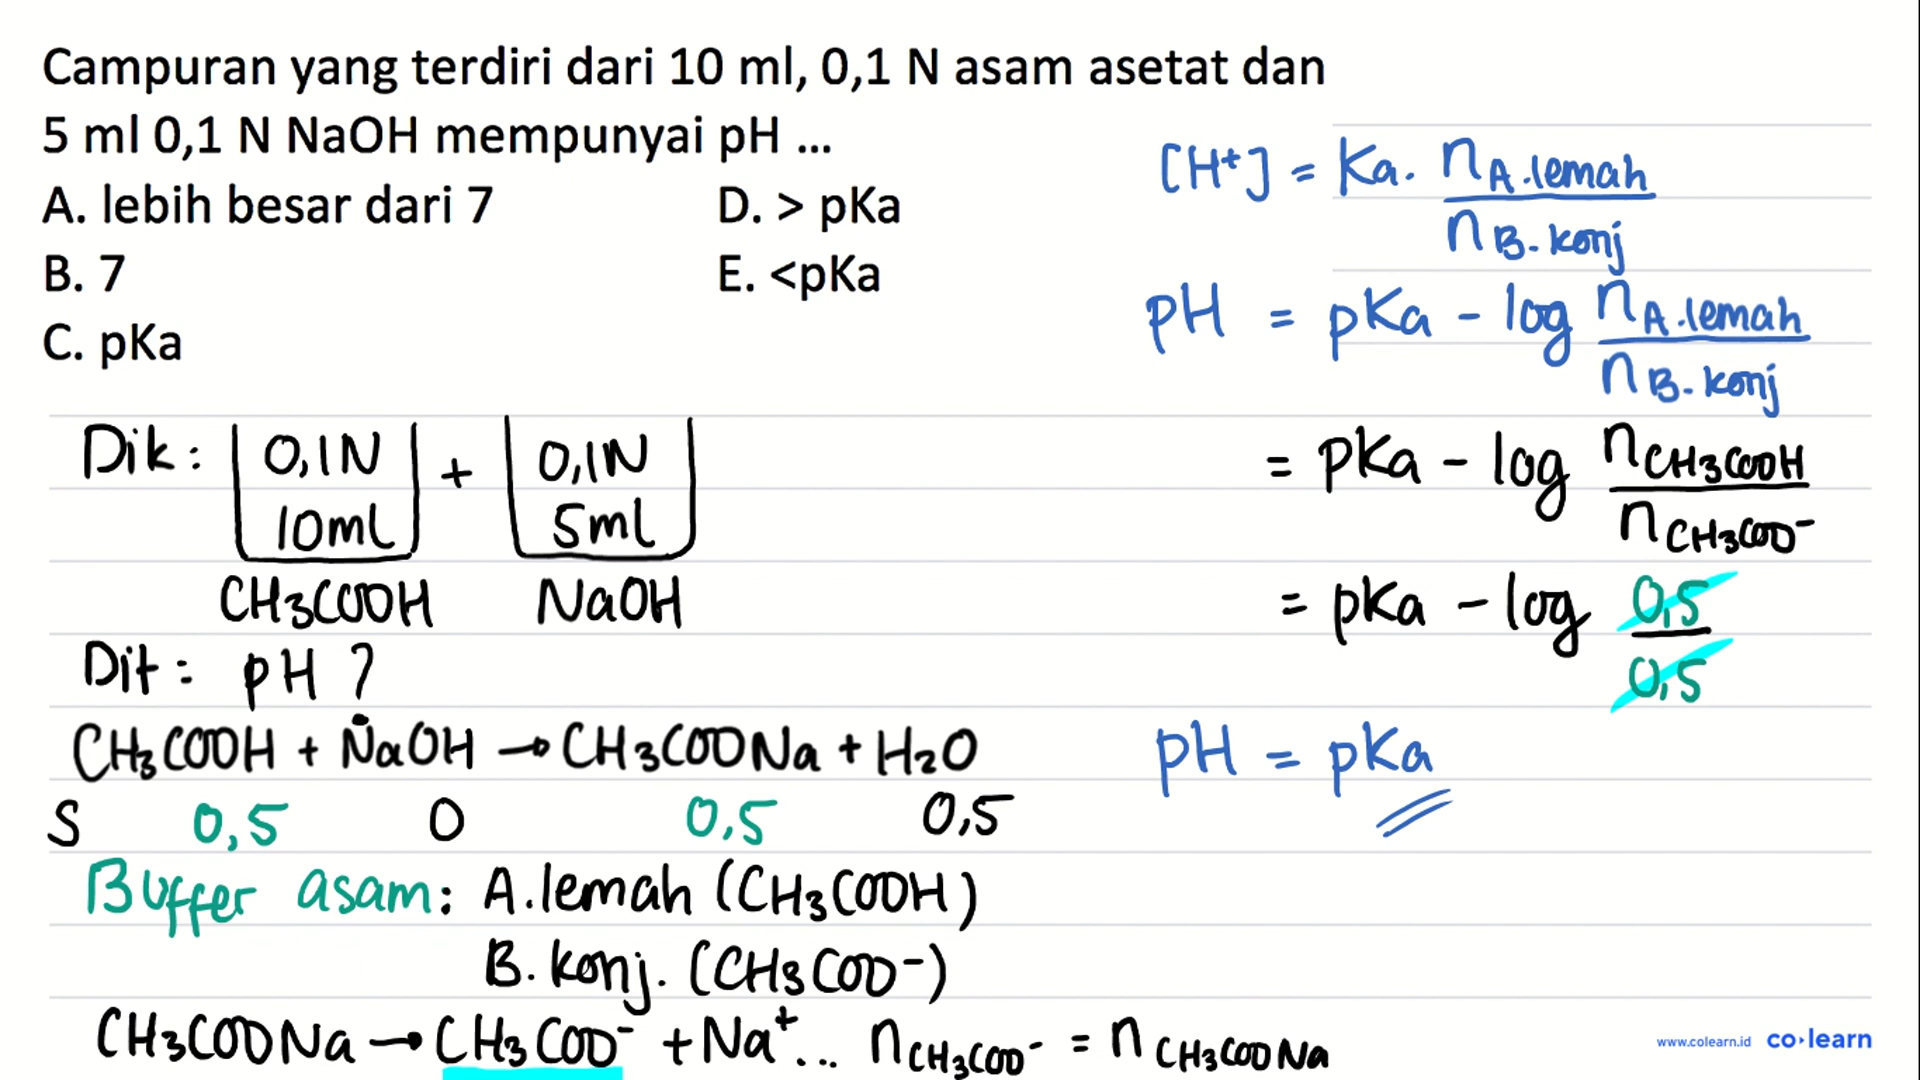 Campuran yang terdiri dari 10 ml, 0,1 N asam asetat dan
5 ml 0,1 N NaOH mempunyai pH ...
A. lebih besar dari 7
D. > pKa
B. 7
E. <pKa
C. pKa
Dik: 0,1N + 0,1N
10ml 5ml
CH3COOH NaOH
Dit: pH ?
CH3COOH + NaOH → CH3COONa + H2O
S 0,5 0 0,5 0,5
Buffer asam: A.lemah (CH3COOH)
B. konj. (CH3COO⁻)
CH3COONa → CH3COO⁻ + Na⁺... n CH3COO⁻ = n CH3COONa
[H⁺] = Ka. n A.lemah
n B.konj
pH = pKa - log n A.lemah
n B.konj
= pKa - log n CH3COOH
n CH3COO⁻
= pKa - log 0,5
0,5
pH = pKa
www.colearn.id co·learn